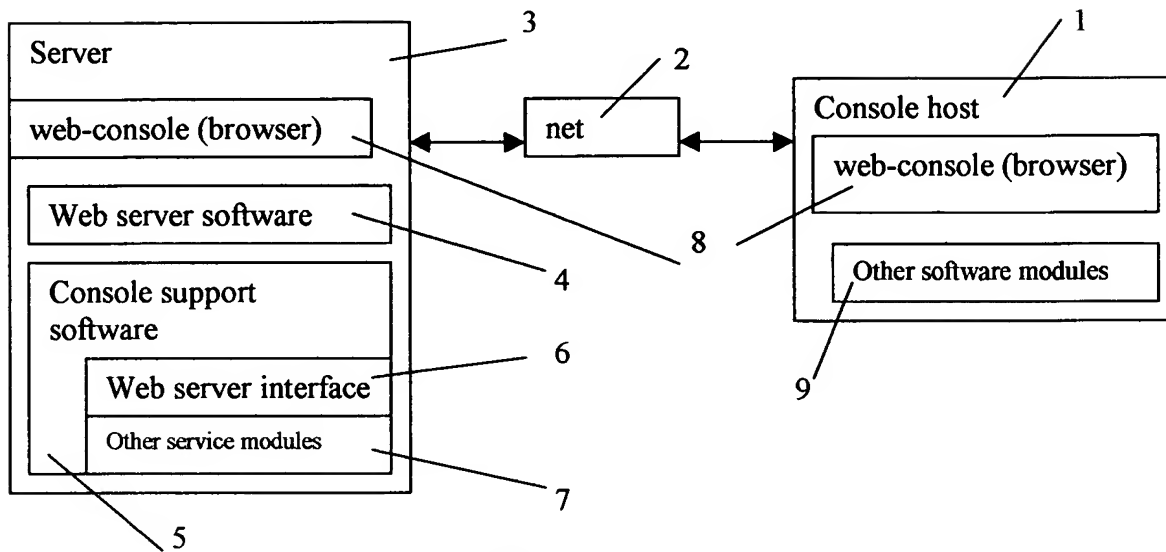 3
Server
web-console (browser)
Web server software
4
Console support
software
6
Web server interface
Other service modules
7
5
2
net
8
1
Console host
web-console (browser)
Other software modules
9